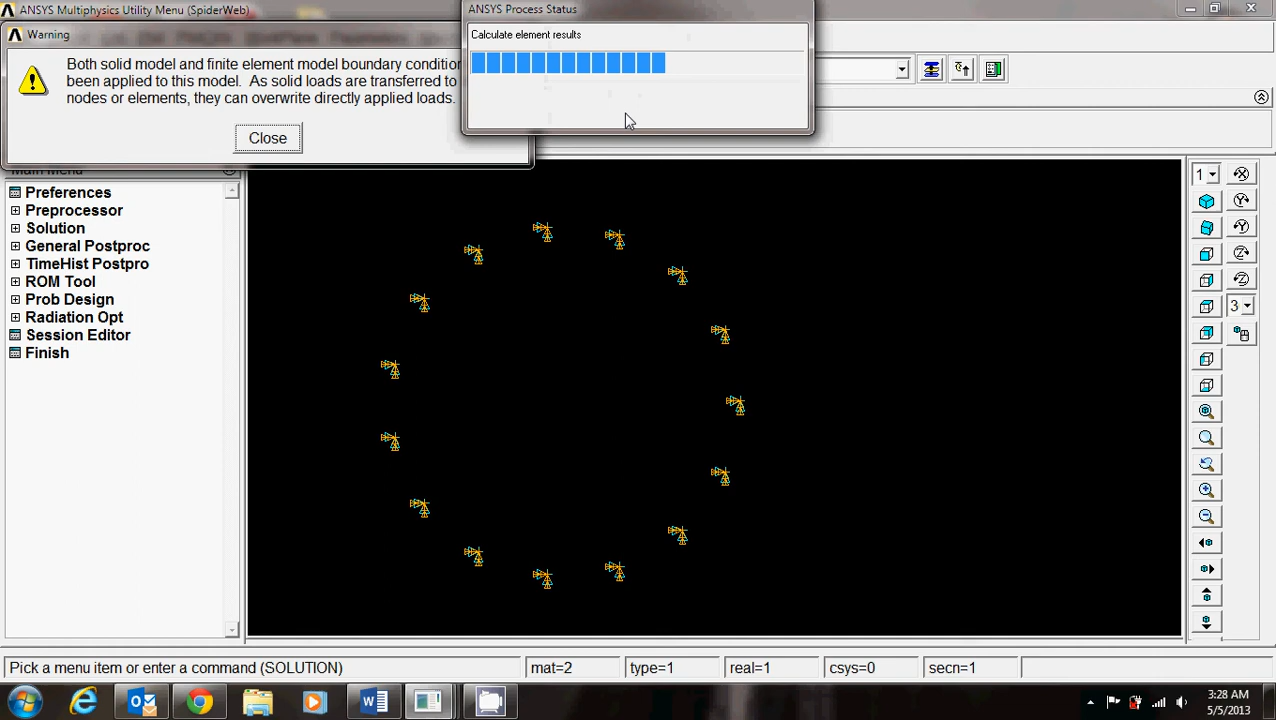 ANSYS Multiphysics Utility Menu (SpiderWeb)
ANSYS Process Status
Warning
Calculate element results
Both solid model and finite element model boundary condition
been applied to this model. As solid loads are transferred to
nodes or elements, they can overwrite directly applied loads.
Close
1
Preferences
Preprocessor
Solution
General Postproc
TimeHist Postpro
ROM Tool
Prob Design
Radiation Opt
Session Editor
Finish
3
Pick a menu item or enter a command (SOLUTION)
mat=2
type=1
real=1
csys=0
secn=1
3:28 AM
5/5/2013